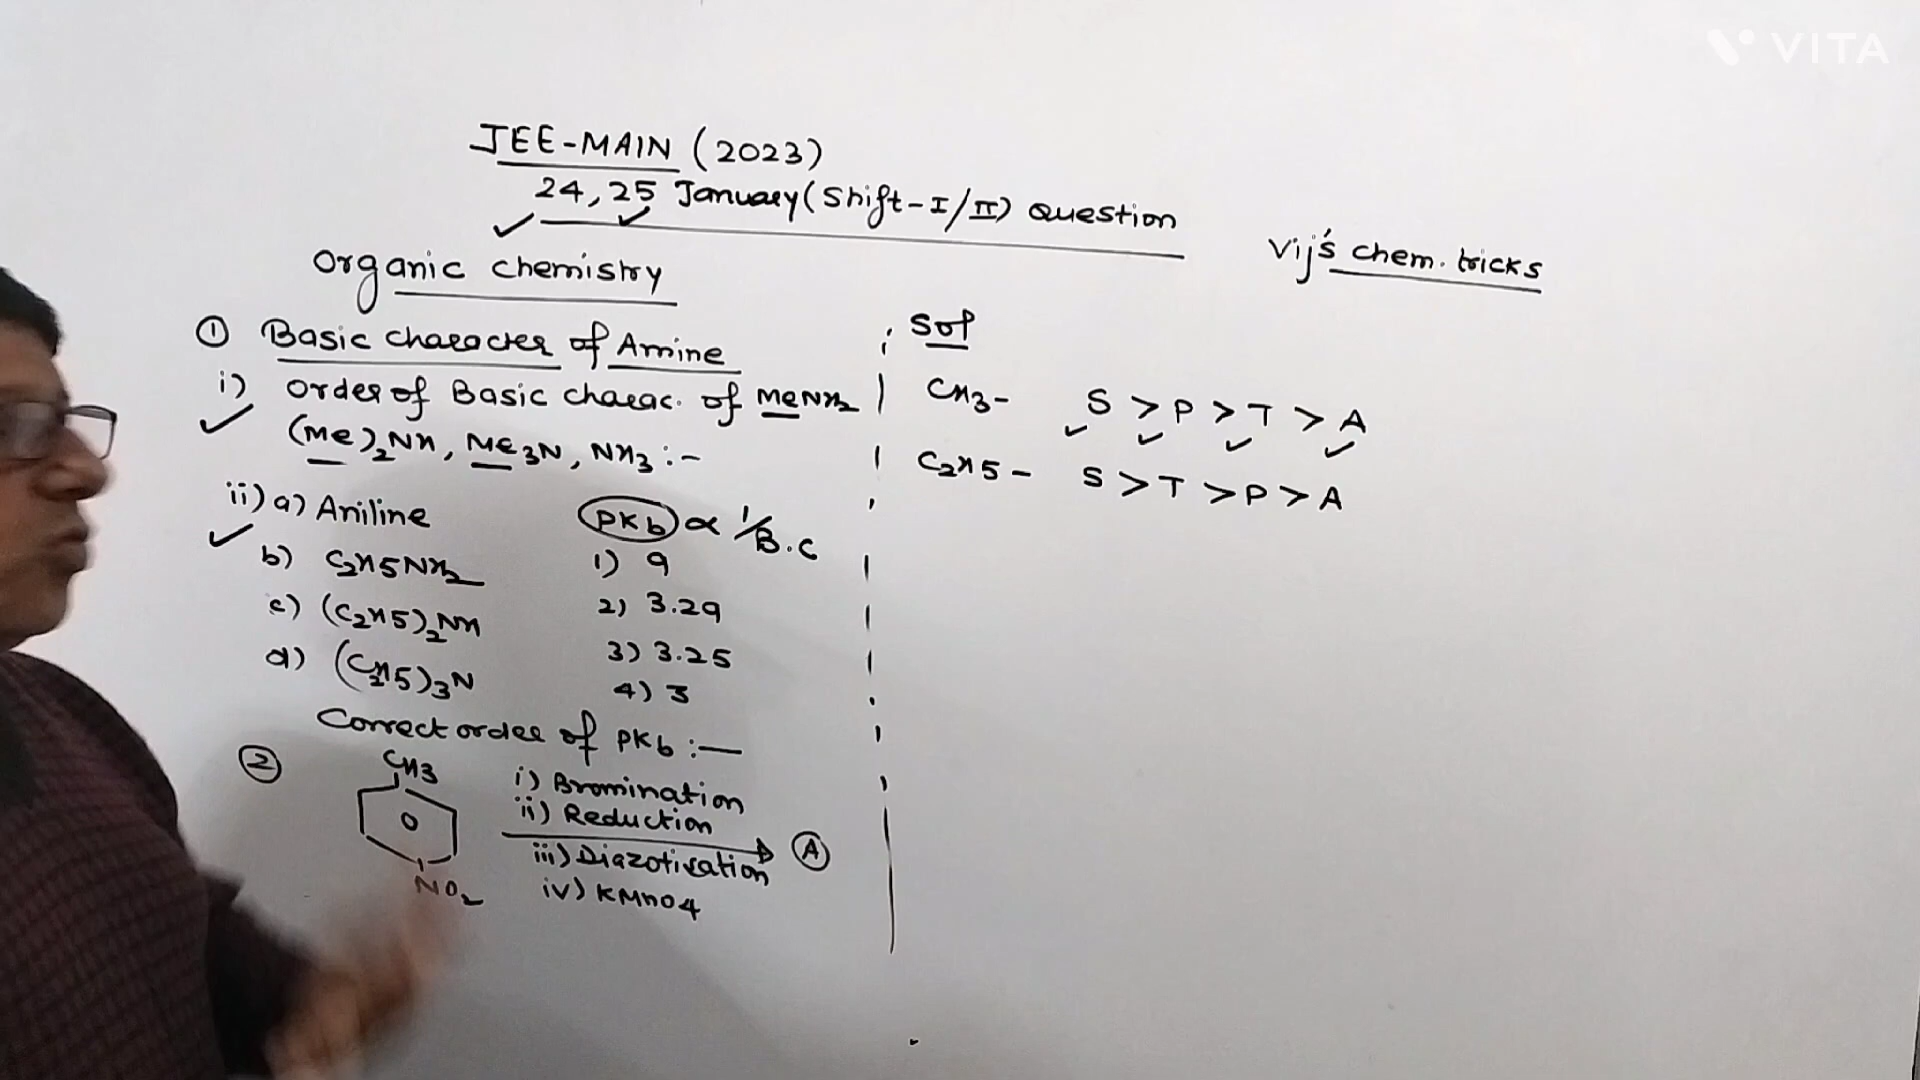 VITA
JEE-MAIN (2023)
24, 25 January (Shift-I/II) Question
Vij's chem. tricks
Organic chemistry
① Basic character of Amine
i) Order of Basic charac. of MeNH2
(Me)2NH, Me3N, NH3 :-
ii) a) Aniline
b) C2H5NH2
c) (C2H5)2NH
d) (C2H5)3N
PKb ∝ 1/B.C
1) 9
2) 3.29
3) 3.25
4) 3
Correct order of PKb :—
② CH3
NO2
i) Bromination
ii) Reduction
iii) Diazotization
iv) KMnO4
Ⓐ
Sol
CH3- S > P > T > A
C2H5- S > T > P > A